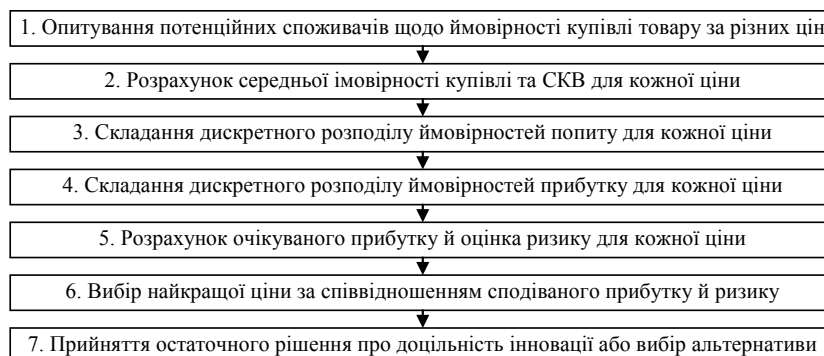 1. Опитування потенційних споживачів щодо ймовірності купівлі товару за різних цін
2. Розрахунок середньої імовірності купівлі та СКВ для кожної ціни
3. Складання дискретного розподілу ймовірностей попиту для кожної ціни
4. Складання дискретного розподілу ймовірностей прибутку для кожної ціни
5. Розрахунок очікуваного прибутку й оцінка ризику для кожної ціни
6. Вибір найкращої ціни за співвідношенням сподіваного прибутку й ризику
7. Прийняття остаточного рішення про доцільність інновації або вибір альтернативи